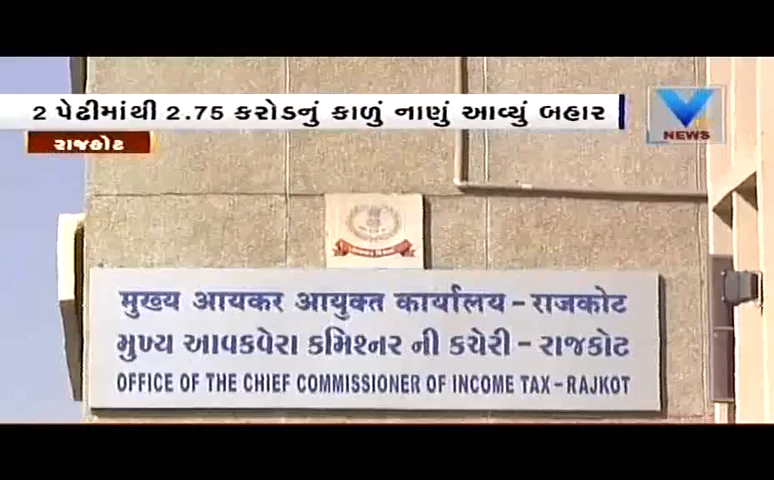 2 પેઢીમાંથી 2.75 કરોડનું કાળું નાણું આવ્યું બહાર
NEWS
રાજકોટ
मुख्य आयकर आयुक्त कार्यालय - राजकोट
મુખ્ય આવકવેરા કમિશ્નર ની કચેરી - રાજકોટ
OFFICE OF THE CHIEF COMMISSIONER OF INCOME TAX - RAJKOT